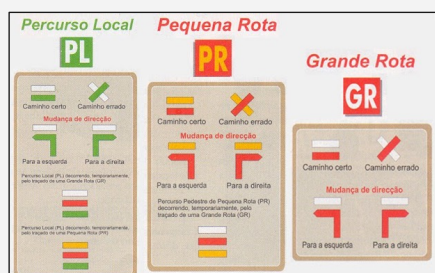 Percurso Local
PL
Caminho certo
Caminho errado
Mudança de direcção
Para a esquerda
Para a direita
Percurso Local (PL) decorrendo, temporariamente,
pelo traçado de uma Grande Rota (GR)
Percurso Local (PL) decorrendo, temporariamente,
pelo traçado de uma Pequena Rota (PR)
Pequena Rota
PR
Caminho certo
Caminho errado
Mudança de direcção
Para a esquerda
Para a direita
Percurso Pedestre de Pequena Rota (PR)
decorrendo, temporariamente, pelo
traçado de uma Grande Rota (GR)
Grande Rota
GR
Caminho certo
Caminho errado
Mudança de direcção
Para a esquerda
Para a direita